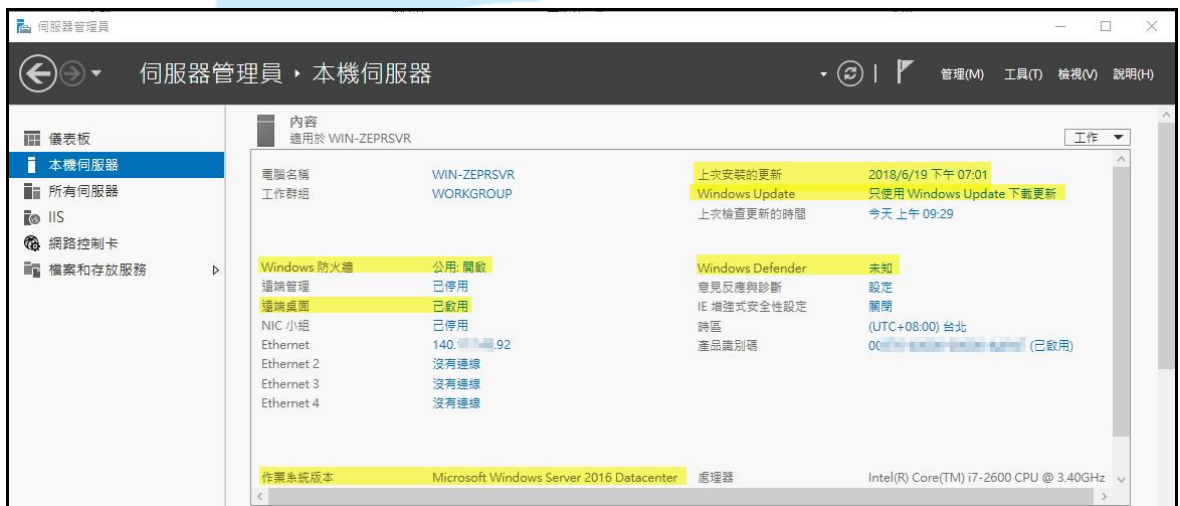 伺服器管理員
伺服器管理員 ‧ 本機伺服器
管理(M) 工具(T) 檢視(V) 說明(H)
儀表板
本機伺服器
所有伺服器
IIS
網路控制卡
檔案和存放服務
內容
適用於 WIN-ZEPRSVR
工作
電腦名稱 WIN-ZEPRSVR
工作群組 WORKGROUP
上次安裝的更新 2018/6/19 下午 07:01
Windows Update 只使用 Windows Update 下載更新
上次檢查更新的時間 今天 上午 09:29
Windows 防火牆 公用: 開啟
遠端管理 已停用
遠端桌面 已啟用
NIC 小組 已停用
Ethernet 140. .92
Ethernet 2 沒有連線
Ethernet 3 沒有連線
Ethernet 4 沒有連線
Windows Defender 未知
意見反應與診斷 設定
IE 增強式安全性設定 關閉
時區 (UTC+08:00) 台北
產品識別碼 00 (已啟用)
作業系統版本 Microsoft Windows Server 2016 Datacenter
處理器 Intel(R) Core(TM) i7-2600 CPU @ 3.40GHz